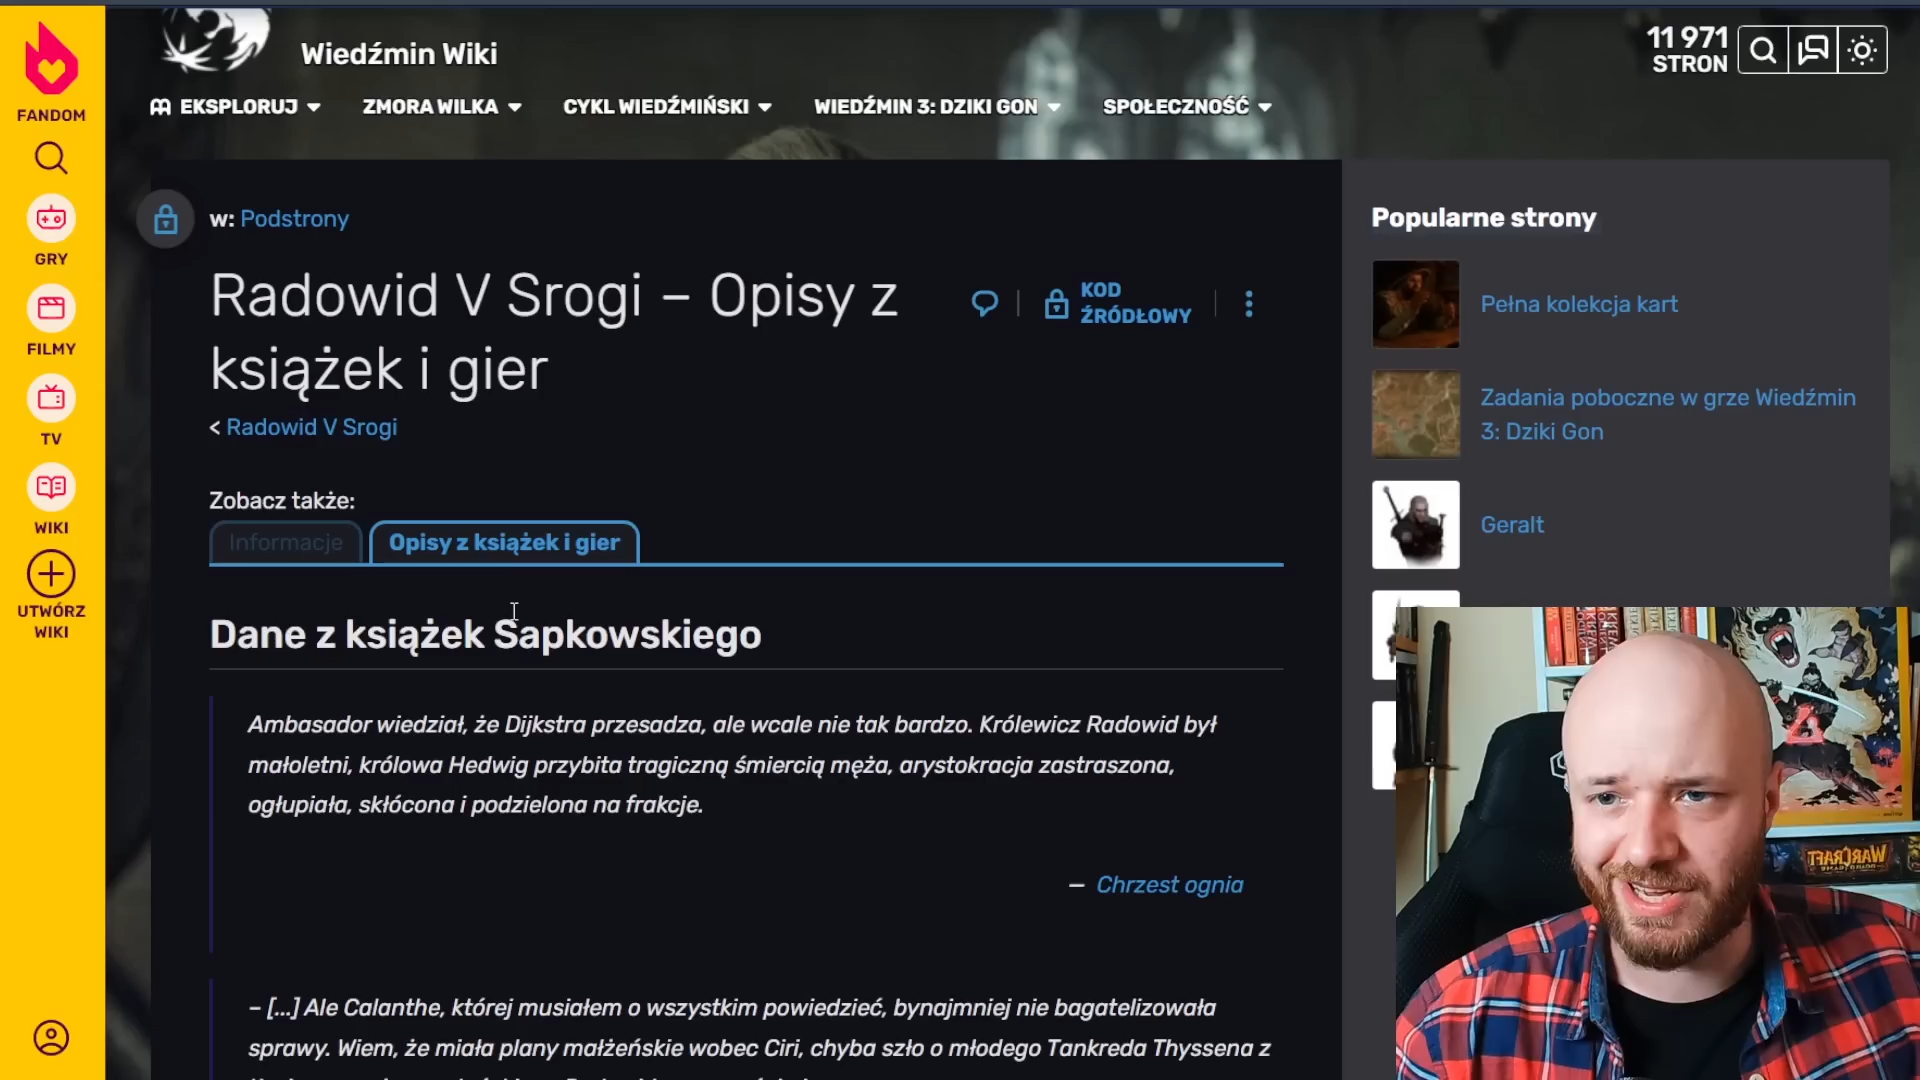 FANDOM
GRY
FILMY
TV
WIKI
UTWÓRZ
WIKI
Wiedźmin Wiki
11 971
STRON
EKSPLORUJ
ZMORA WILKA
CYKL WIEDŹMIŃSKI
WIEDŹMIN 3: DZIKI GON
SPOŁECZNOŚĆ
w: Podstrony
Radowid V Srogi – Opisy z
książek i gier
KOD
ŹRÓDŁOWY
< Radowid V Srogi
Zobacz także:
Informacje
Opisy z książek i gier
Dane z książek Sapkowskiego
Ambasador wiedział, że Dijkstra przesadza, ale wcale nie tak bardzo. Królewicz Radowid był
małoletni, królowa Hedwig przybita tragiczną śmiercią męża, arystokracja zastraszona,
ogłupiała, skłócona i podzielona na frakcje.
– Chrzest ognia
– [...] Ale Calanthe, której musiałem o wszystkim powiedzieć, bynajmniej nie bagatelizowała
sprawy. Wiem, że miała plany małżeńskie wobec Ciri, chyba szło o młodego Tankreda Thyssena z
Popularne strony
Pełna kolekcja kart
Zadania poboczne w grze Wiedźmin
3: Dziki Gon
Geralt
WARCRAFT